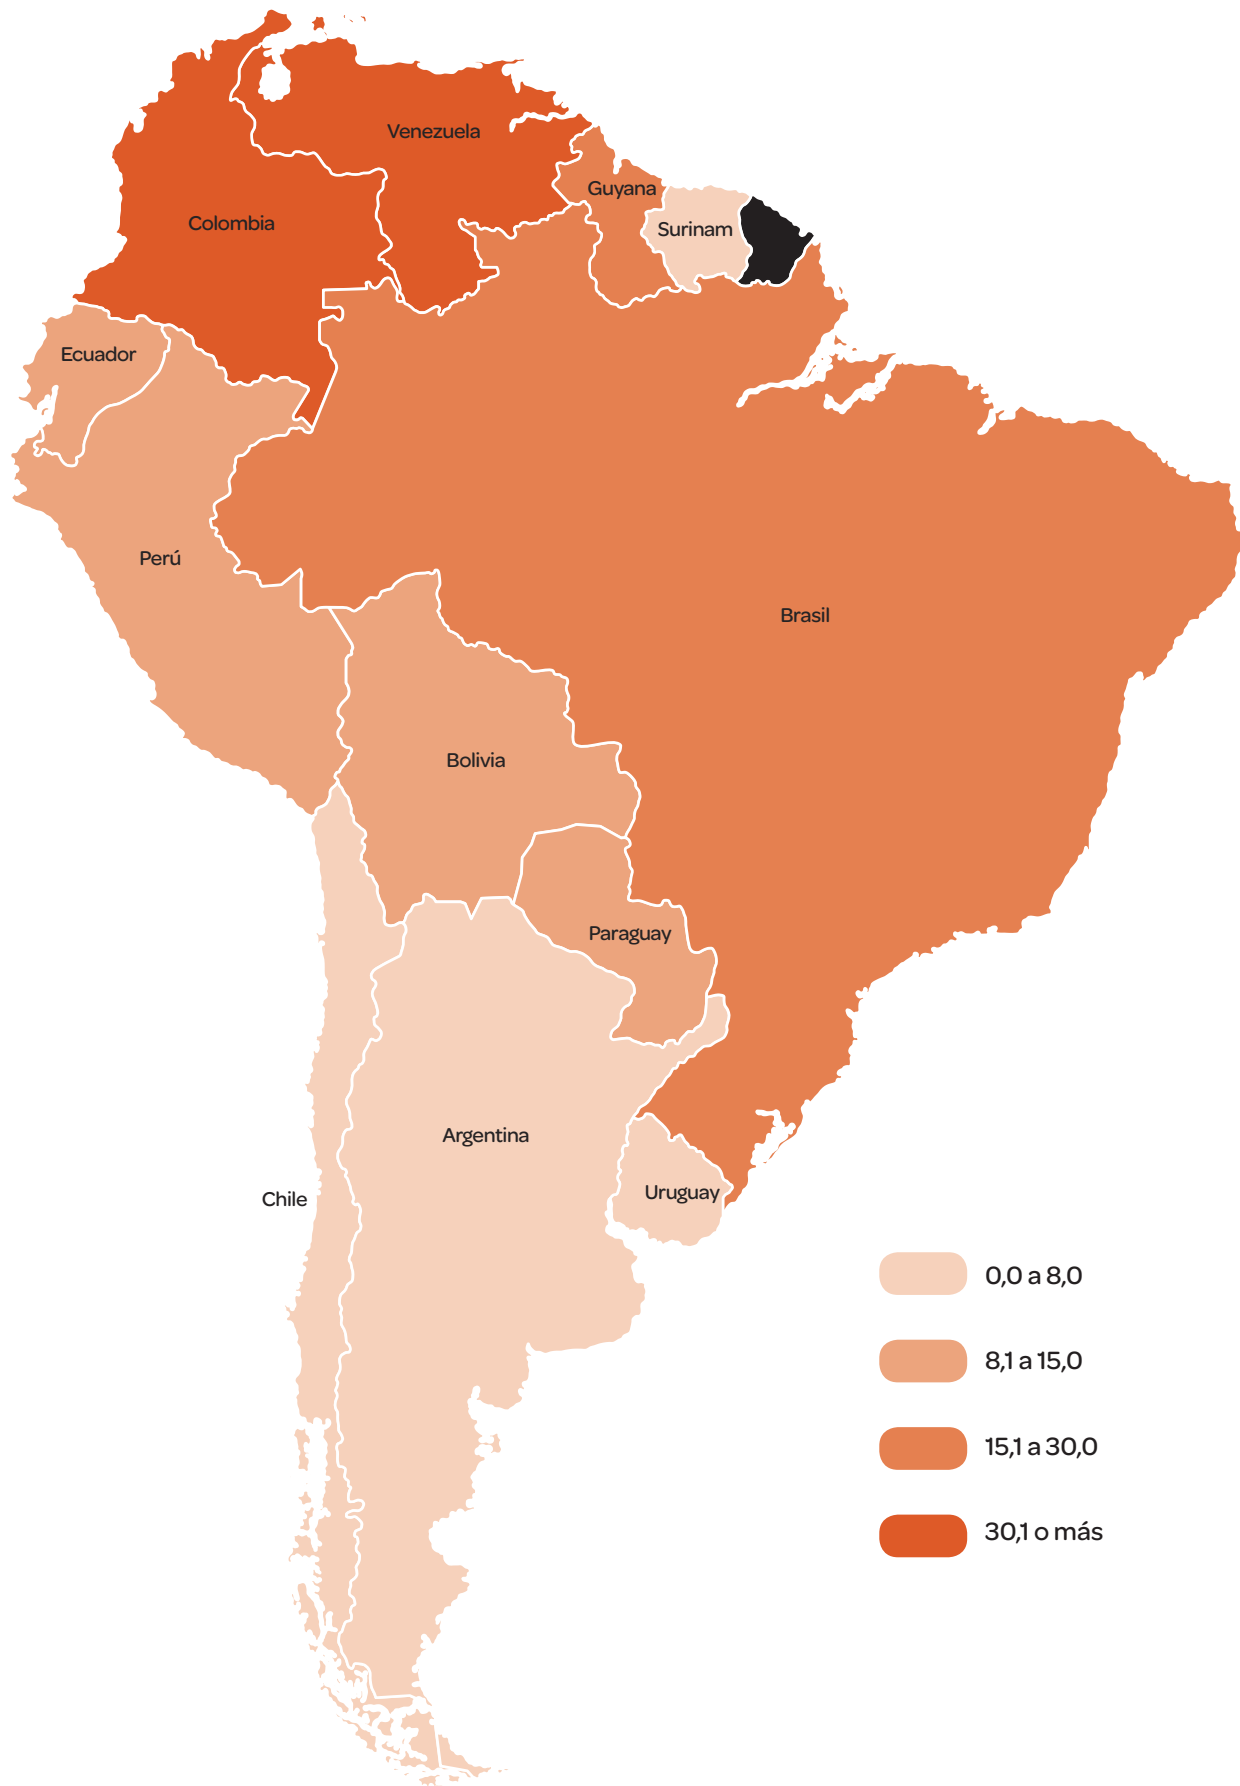 Venezuela
Guyana
Colombia
Surinam
Ecuador
Perú
Brasil
Bolivia
Paraguay
Argentina
Uruguay
Chile
0,0 a 8,0
8,1 a 15,0
15,1 a 30,0
30,1 o más